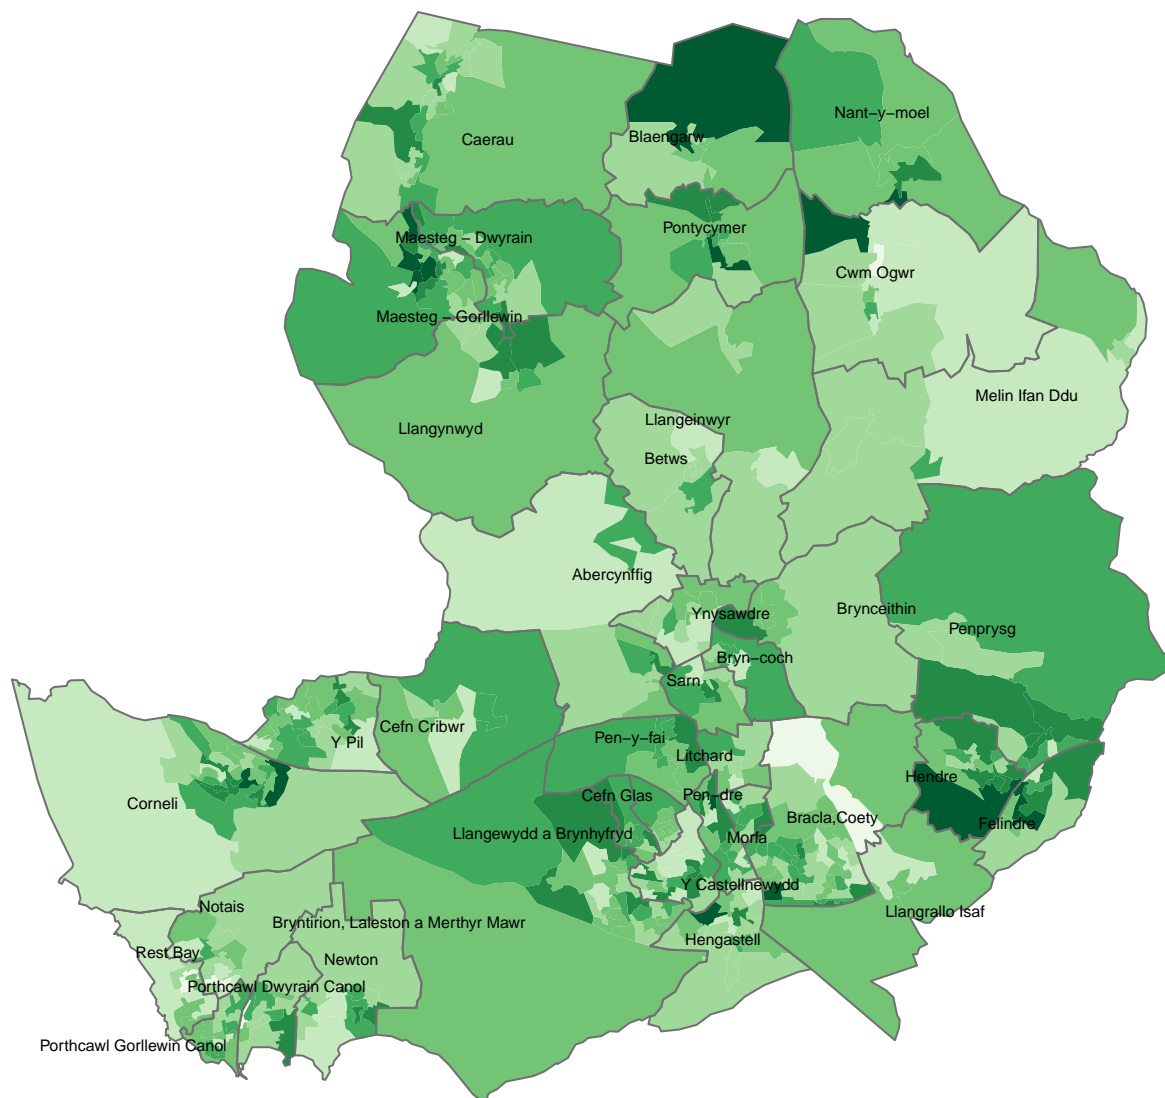 Nant-y-moel
Blaengarw
Caerau
Pontycymer
Maesteg - Dwyrain
Cwm Ogwr
Maesteg - Gorllewin
Melin Ifan Ddu
Llangeinwyr
Llangynwyd
Betws
Abercynffig
Brynceithin
Ynysawdre
Penprysg
Bryn-coch
Sarn
Cefn Cribwr
Pen-y-fai
Y Pil
Litchard
Hendre
Cefn Glas
Pen-dre
Corneli
Bracla,Coety
Felindre
Llangewydd a Brynhyfryd
Morfa
Y Castellnewydd
Notais
Llangrallo Isaf
Bryntirion, Laleston a Merthyr Mawr
Hengastell
Rest Bay
Newton
Porthcawl Dwyrain Canol
Porthcawl Gorllewin Canol